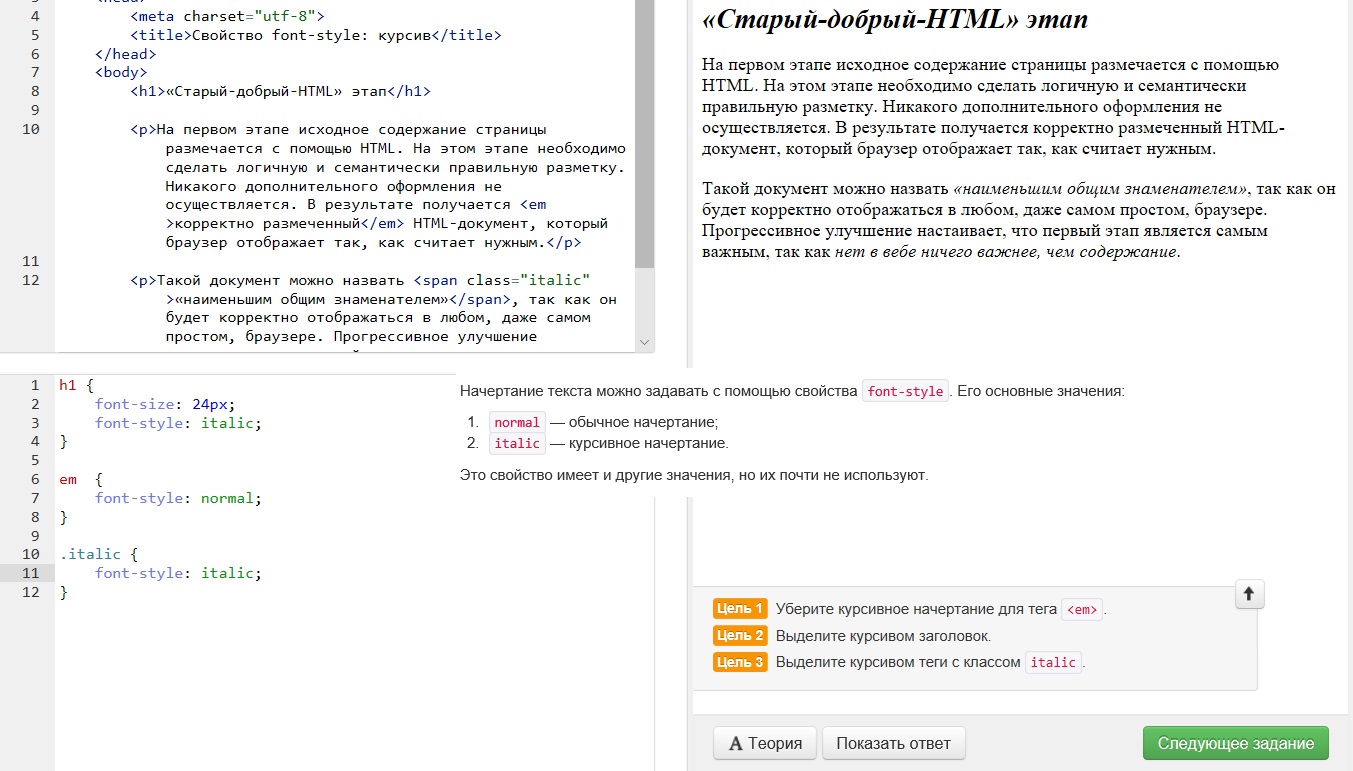 4 <meta charset="utf-8">
5 <title>Свойство font-style: курсив</title>
6 </head>
7 <body>
8 <h1>«Старый-добрый-HTML» этап</h1>
9
10 <p>На первом этапе исходное содержание страницы
размечается с помощью HTML. На этом этапе необходимо
сделать логичную и семантически правильную разметку.
Никакого дополнительного оформления не
осуществляется. В результате получается <em
>корректно размеченный</em> HTML-документ, который
браузер отображает так, как считает нужным.</p>
11
12 <p>Такой документ можно назвать <span class="italic"
>«наименьшим общим знаменателем»</span>, так как он
будет корректно отображаться в любом, даже самом
простом, браузере. Прогрессивное улучшение
1 h1 {
2 font-size: 24px;
3 font-style: italic;
4 }
5
6 em {
7 font-style: normal;
8 }
9
10 .italic {
11 font-style: italic;
12 }
«Старый-добрый-HTML» этап
На первом этапе исходное содержание страницы размечается с помощью
HTML. На этом этапе необходимо сделать логичную и семантически
правильную разметку. Никакого дополнительного оформления не
осуществляется. В результате получается корректно размеченный HTML-
документ, который браузер отображает так, как считает нужным.
Такой документ можно назвать «наименьшим общим знаменателем», так как он
будет корректно отображаться в любом, даже самом простом, браузере.
Прогрессивное улучшение настаивает, что первый этап является самым
важным, так как нет в вебе ничего важнее, чем содержание.
Начертание текста можно задавать с помощью свойства font-style. Его основные значения:
1. normal — обычное начертание;
2. italic — курсивное начертание.
Это свойство имеет и другие значения, но их почти не используют.
Цель 1 Уберите курсивное начертание для тега <em>.
Цель 2 Выделите курсивом заголовок.
Цель 3 Выделите курсивом теги с классом italic.
A Теория
Показать ответ
Следующее задание